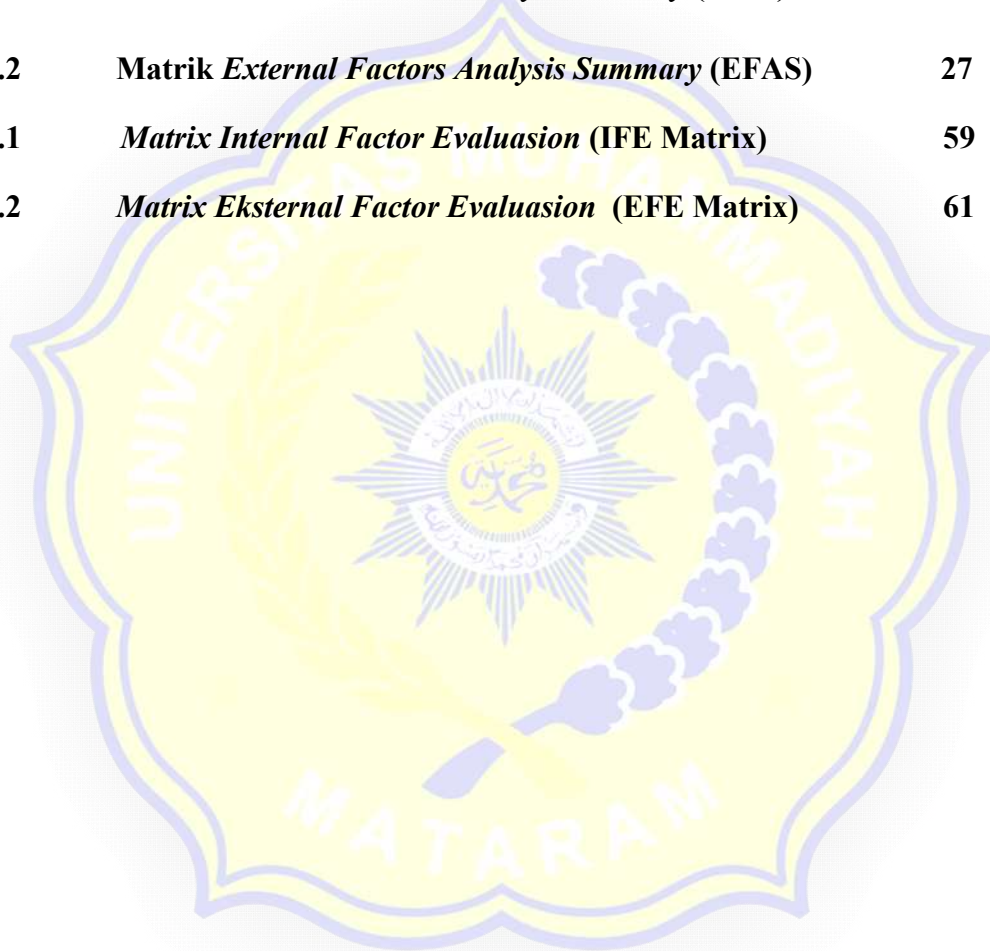 .2 Matrik External Factors Analysis Summary (EFAS) 27
.1 Matrix Internal Factor Evaluasion (IFE Matrix) 59
.2 Matrix Eksternal Factor Evaluasion (EFE Matrix) 61
UNIVERSITAS MUHAMMADIYAH
MATARAM